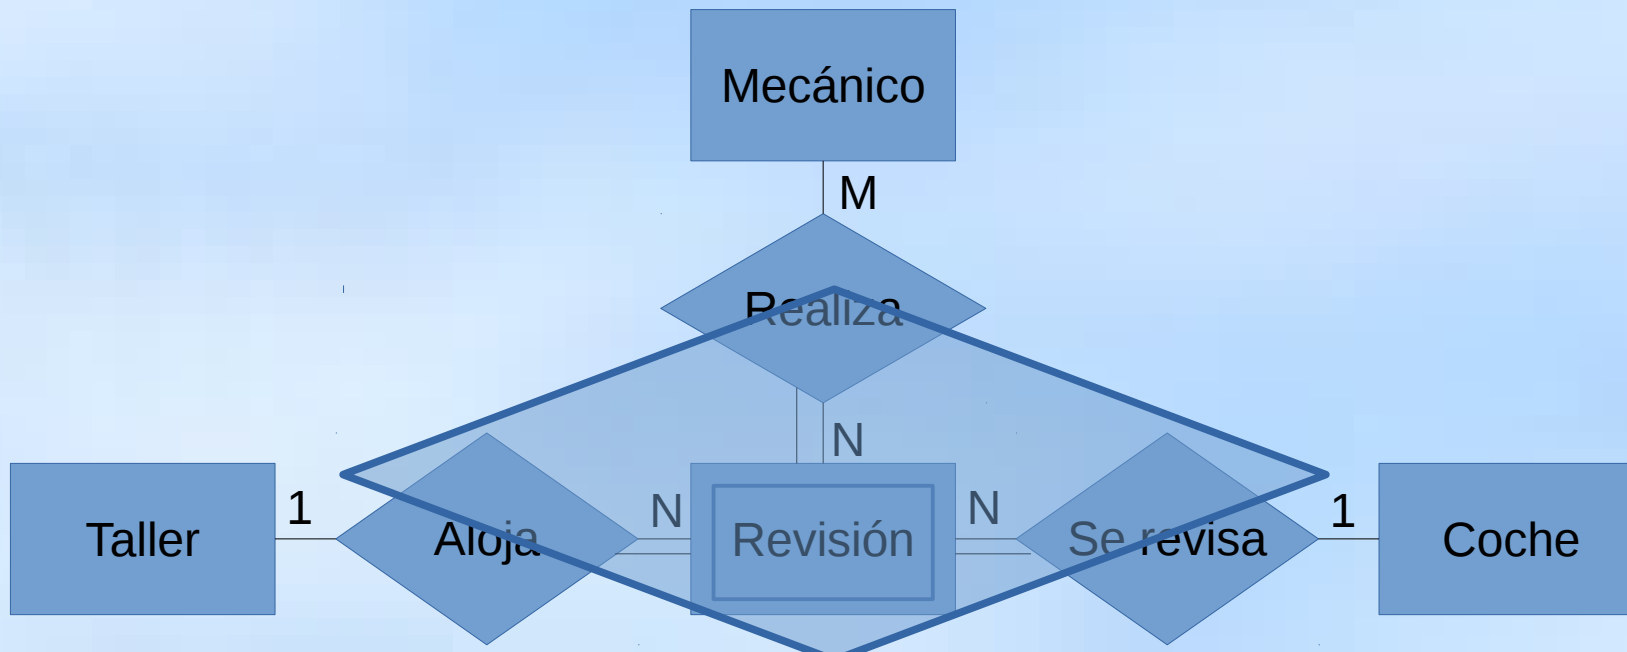 Mecánico
M
Realiza
N
Taller
1
Aloja
N
Revisión
N
Se revisa
1
Coche